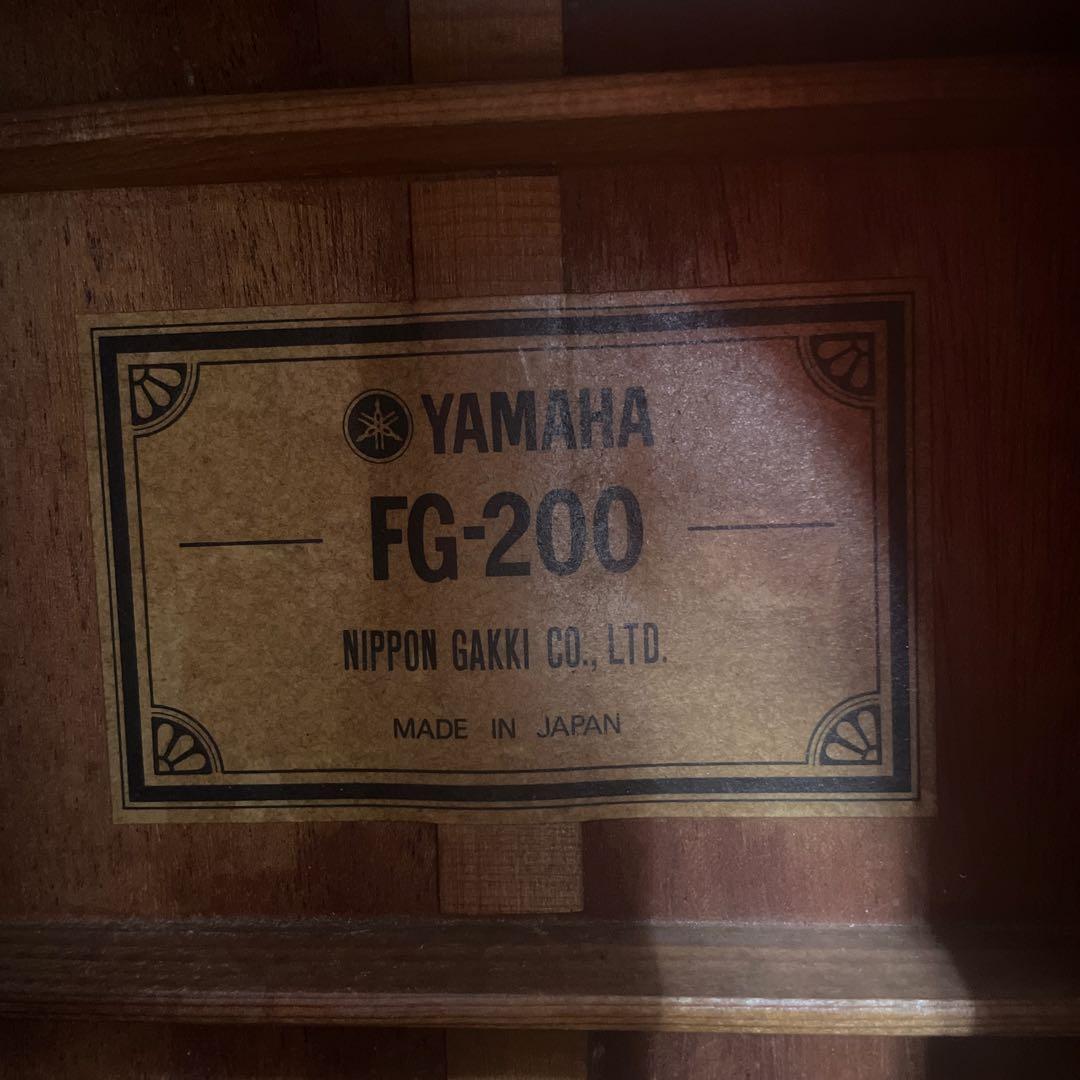 YAMAHA
FG-200
NIPPON GAKKI CO., LTD.
MADE IN JAPAN